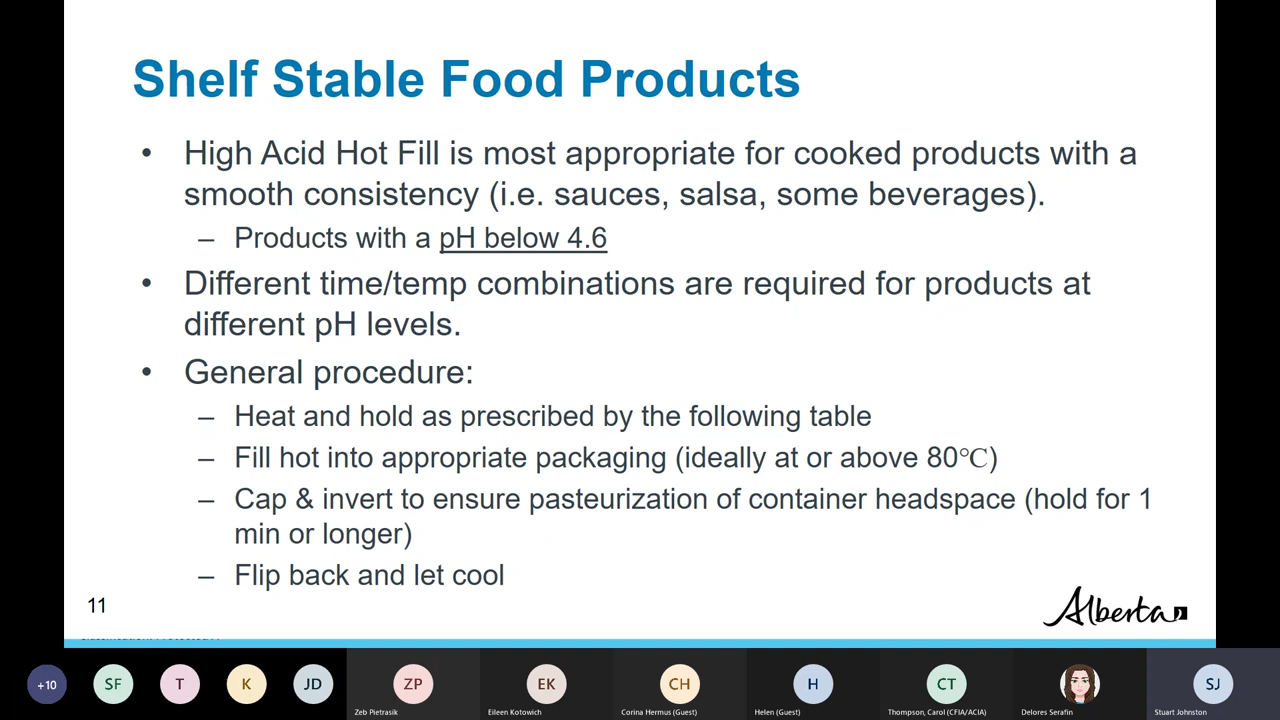 Shelf Stable Food Products
• High Acid Hot Fill is most appropriate for cooked products with a
smooth consistency (i.e. sauces, salsa, some beverages).
– Products with a pH below 4.6
• Different time/temp combinations are required for products at
different pH levels.
• General procedure:
– Heat and hold as prescribed by the following table
– Fill hot into appropriate packaging (ideally at or above 80℃)
– Cap & invert to ensure pasteurization of container headspace (hold for 1
min or longer)
– Flip back and let cool
11
Alberta
+10
SF
T
K
JD
ZP
Zeb Pietrasik
EK
Eileen Kotowich
CH
Corina Hermus (Guest)
H
Helen (Guest)
CT
Thompson, Carol (CFIA/ACIA)
Delores Serafin
SJ
Stuart Johnston